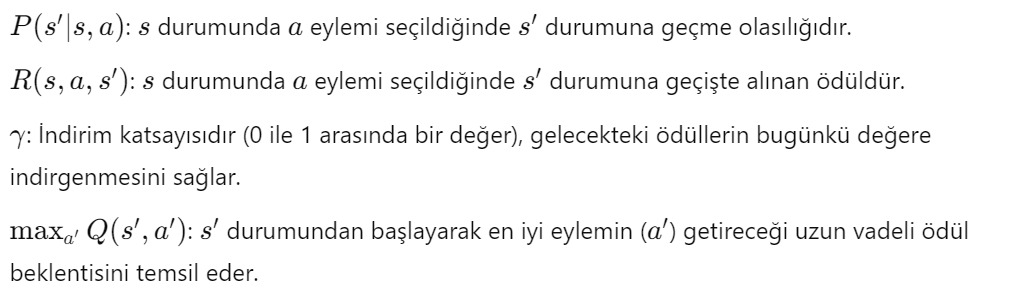 P(s′|s, a): s durumunda a eylemi seçildiğinde s′ durumuna geçme olasılığıdır.
R(s, a, s′): s durumunda a eylemi seçildiğinde s′ durumuna geçişte alınan ödüldür.
γ: İndirim katsayısıdır (0 ile 1 arasında bir değer), gelecekteki ödüllerin bugünkü değere
indirgenmesini sağlar.
maxₐ′ Q(s′, a′): s′ durumundan başlayarak en iyi eylemin (a′) getireceği uzun vadeli ödül
beklentisini temsil eder.